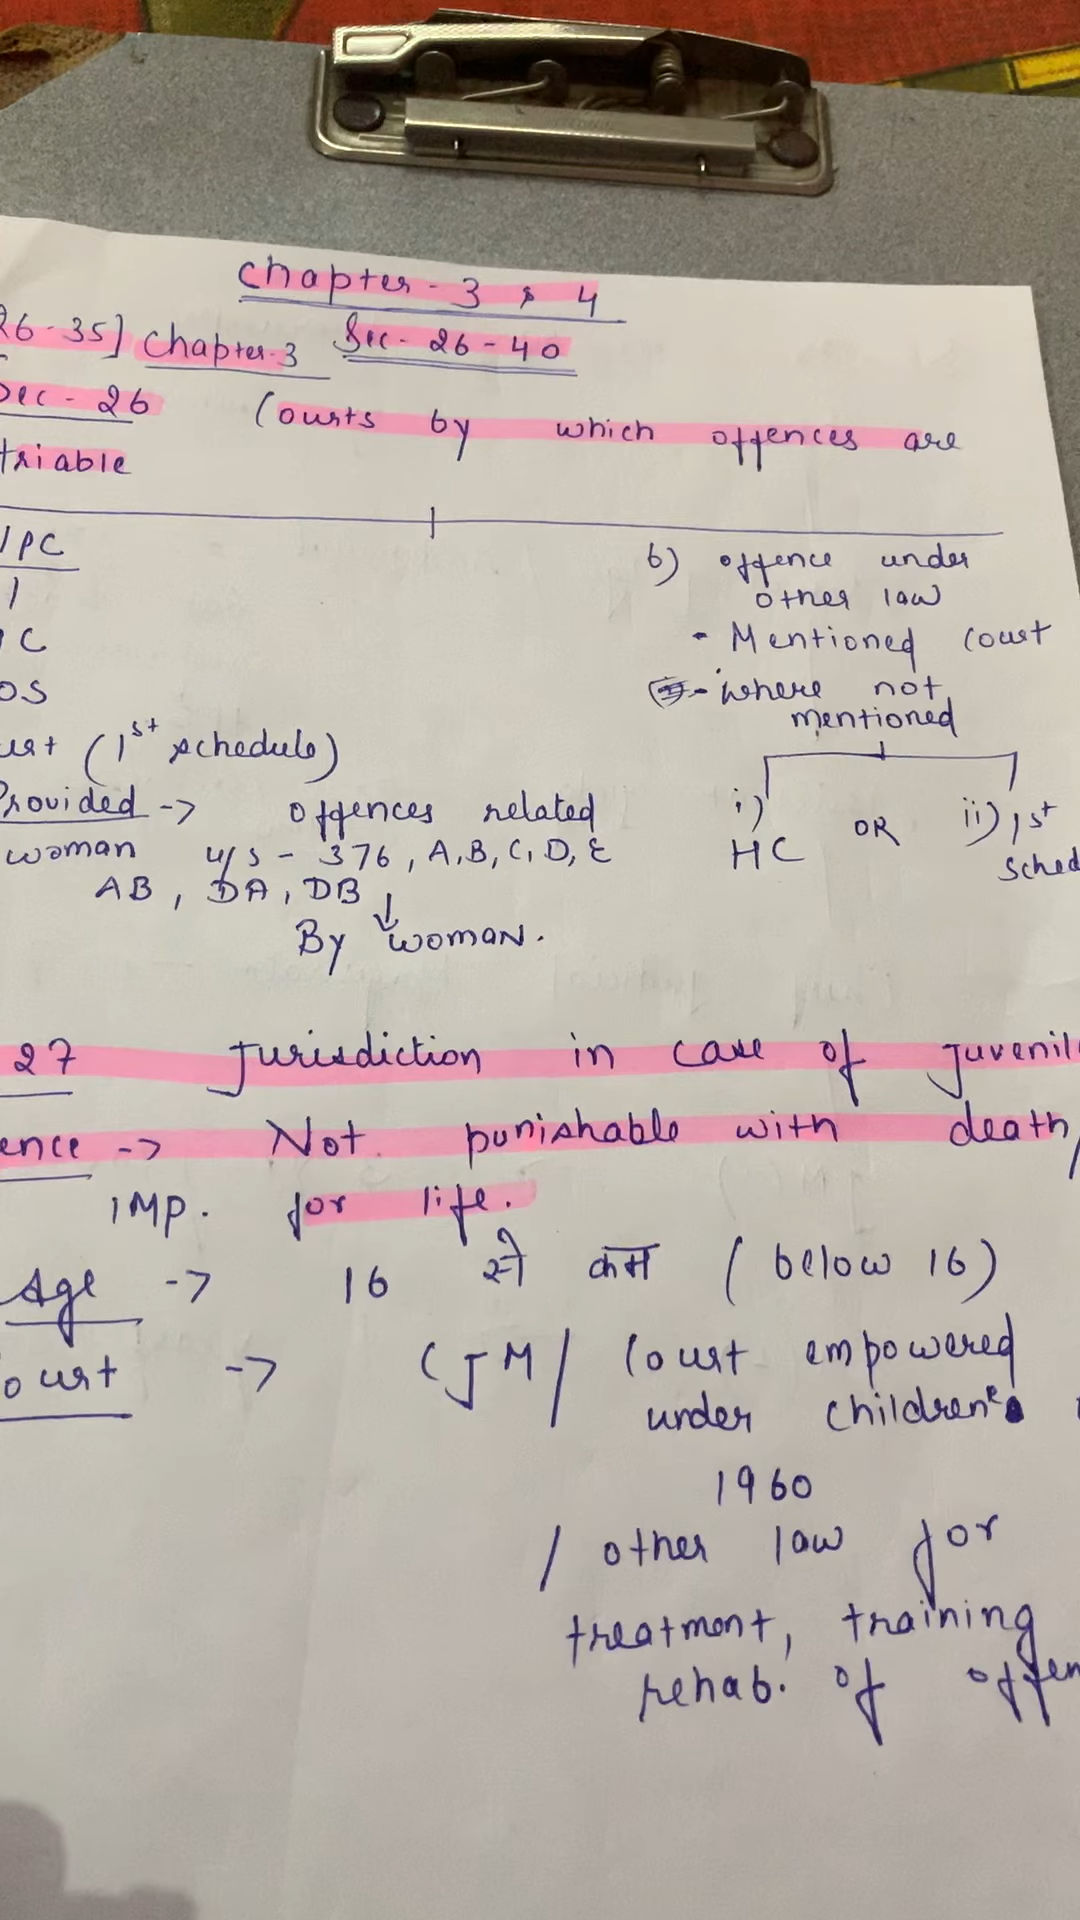 Chapter - 3 & 4
26-35] Chapter-3 Sec - 26 - 40
Sec - 26 Courts by which offences are
triable
IPC
b) offence under
other law
- Mentioned Court
- where not
mentioned
(1st schedule)
i) HC OR ii) 1st
Sched
Provided -> offences related
woman u/s - 376, A, B, C, D, E
AB, DA, DB
By woman.
27 Jurisdiction in case of juvenil
ence -> Not punishable with death/
IMP. for life.
Age -> 16 से कम (below 16)
ourt -> CJM / Court empowered
under children's
1960
/ other law for
treatment, training
rehab. of offen